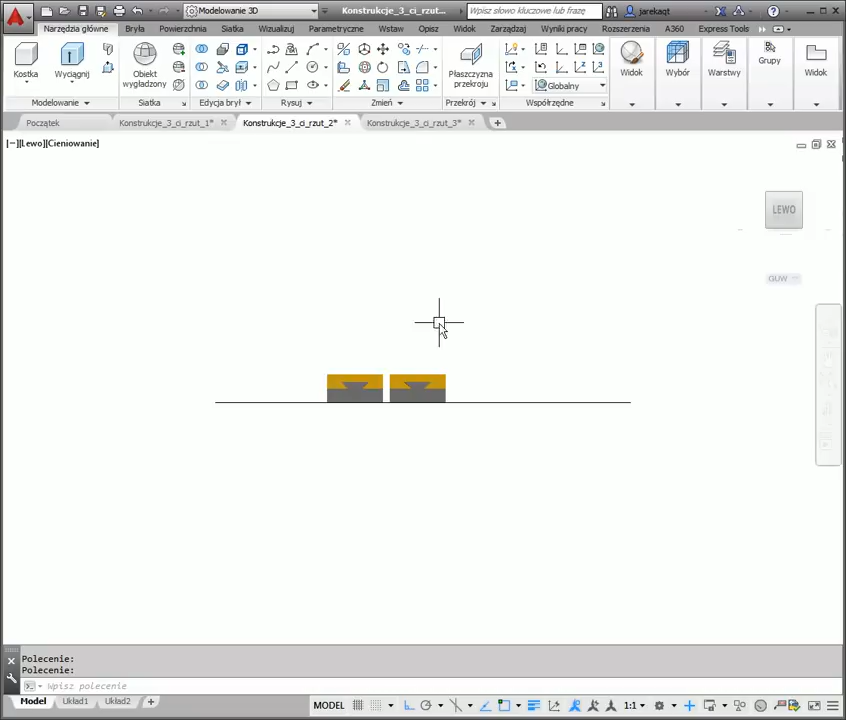 Modelowanie 3D
Konstrukcje_3_ci_rzut...
Wpisz słowo kluczowe lub frazę
jarekaqt
Narzędzia główne Bryła Powierzchnia Siatka Wizualizuj Parametryczne Wstaw Opisz Widok Zarządzaj Wyniki pracy Rozszerzenia A360 Express Tools
Kostka Wyciągnij Obiekt wygładzony Płaszczyzna przekroju Globalny Widok Wybór Warstwy Grupy Widok
Modelowanie Siatka Edycja brył Rysuj Zmień Przekrój Współrzędne
Początek Konstrukcje_3_ci_rzut_1* Konstrukcje_3_ci_rzut_2* Konstrukcje_3_ci_rzut_3*
[−][Lewo][Cieniowanie]
LEWO
GUW
Polecenie:
Polecenie:
Wpisz polecenie
Model Układ1 Układ2
MODEL 1:1